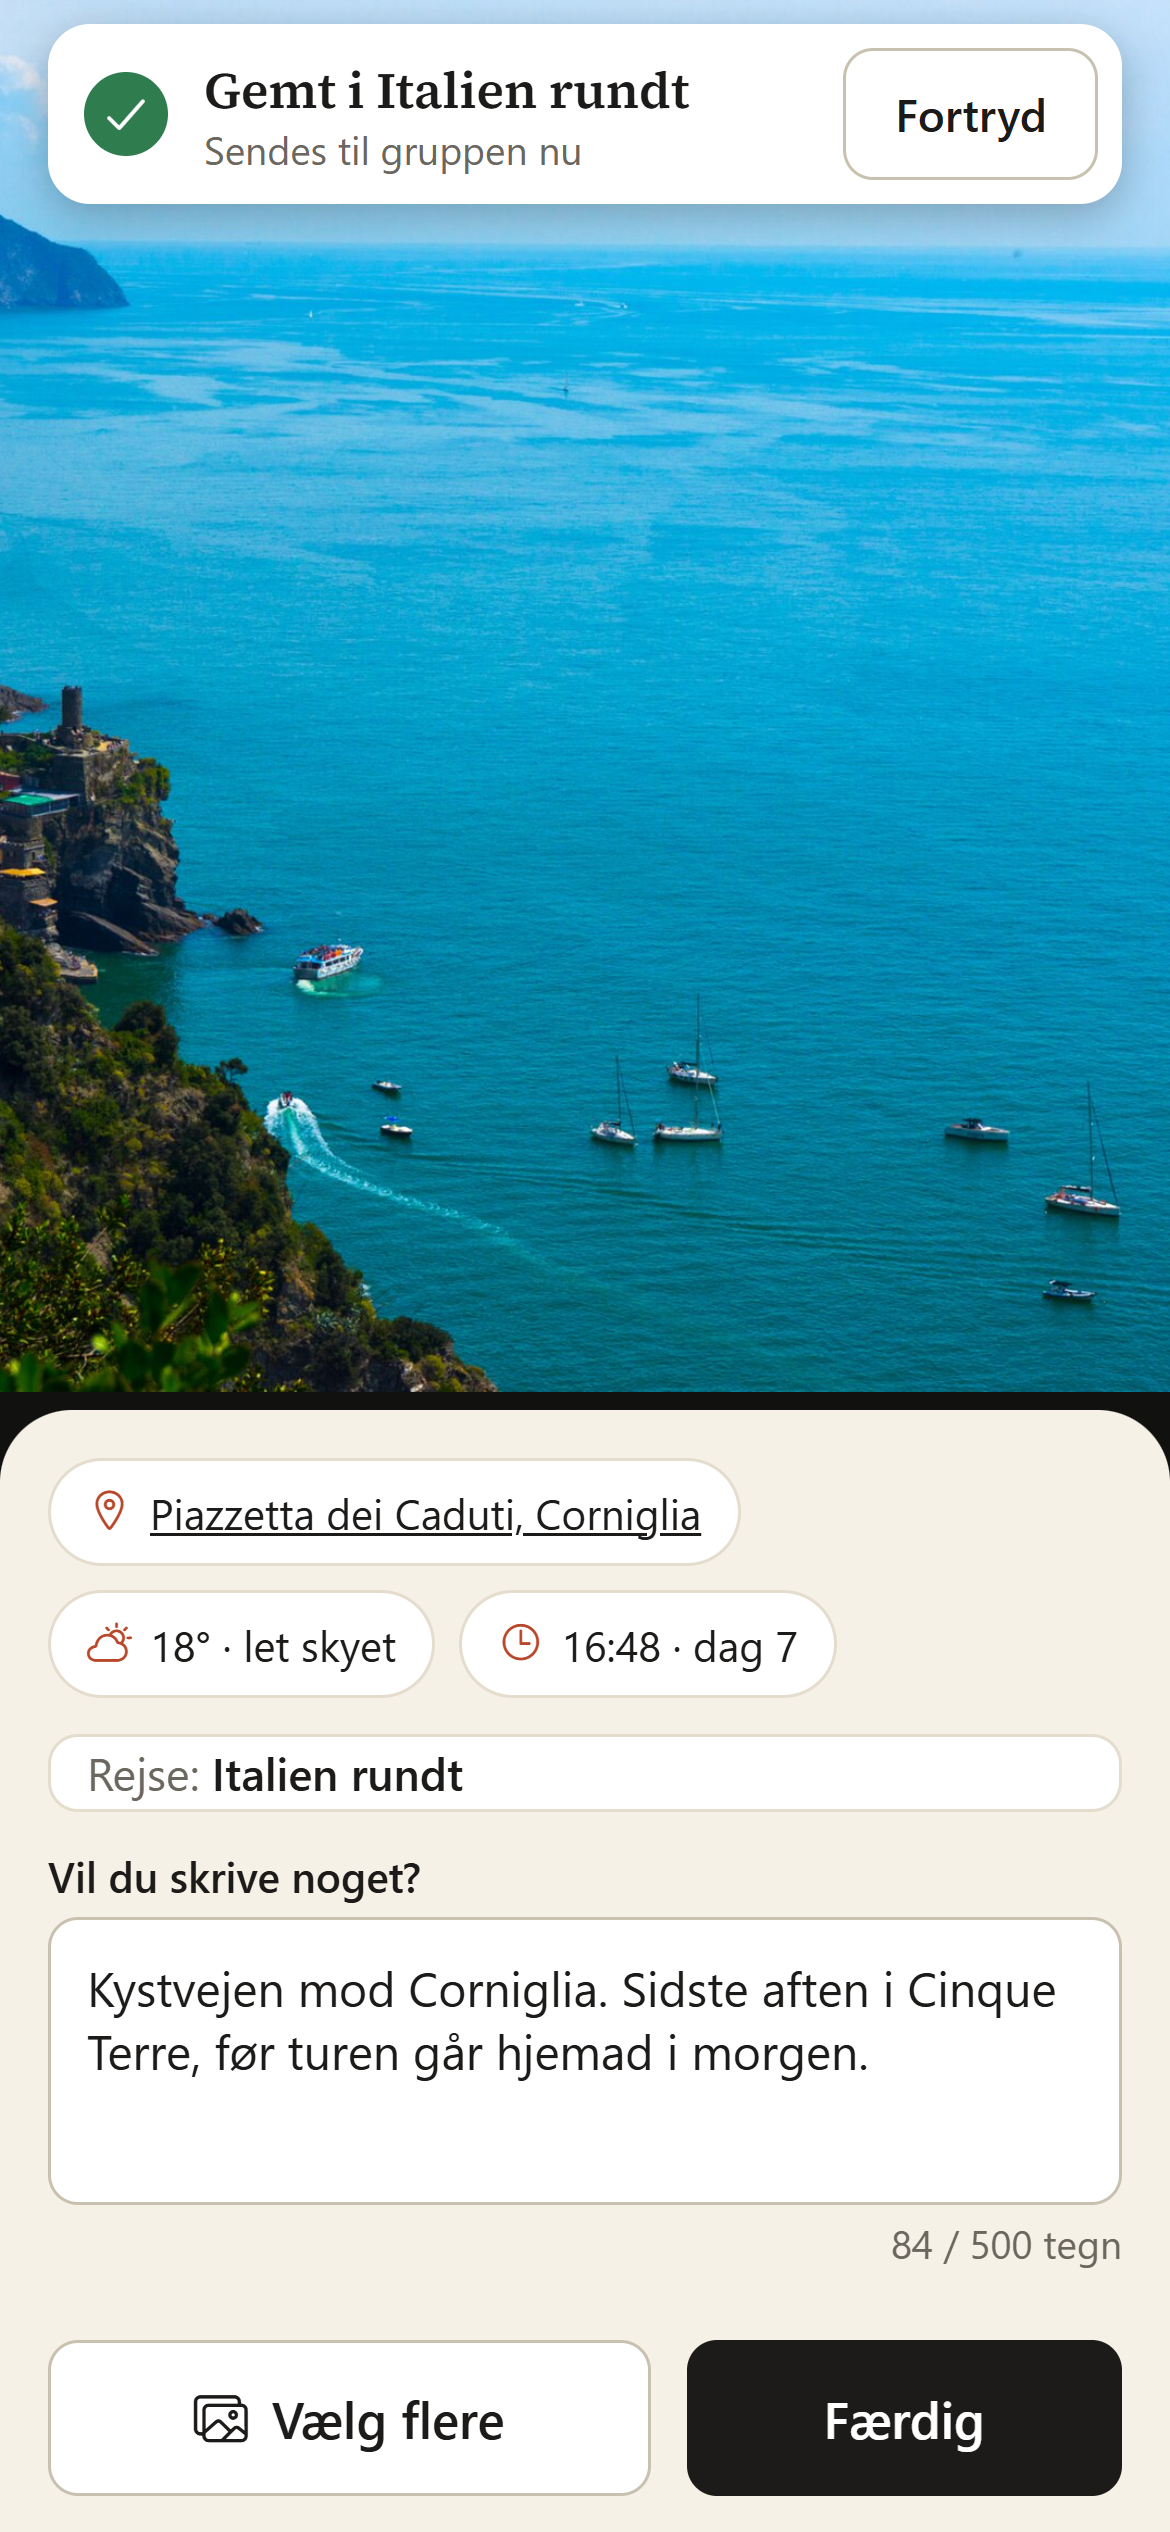 Gemt i Italien rundt
Sendes til gruppen nu
Fortryd
Piazzetta dei Caduti, Corniglia
18° · let skyet
16:48 · dag 7
Rejse: Italien rundt
Vil du skrive noget?
Kystvejen mod Corniglia. Sidste aften i Cinque
Terre, før turen går hjemad i morgen.
84 / 500 tegn
Vælg flere
Færdig